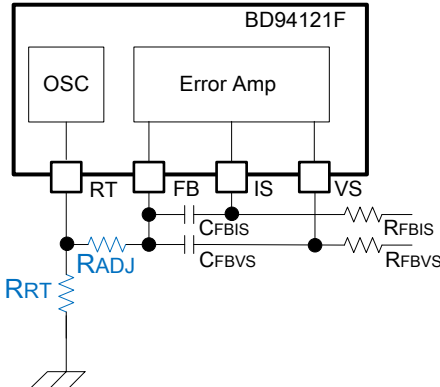 BD94121F
OSC
Error Amp
RT
FB
IS
VS
CFBIS
RFBIS
RADJ
CFBVS
RFBVS
RRT